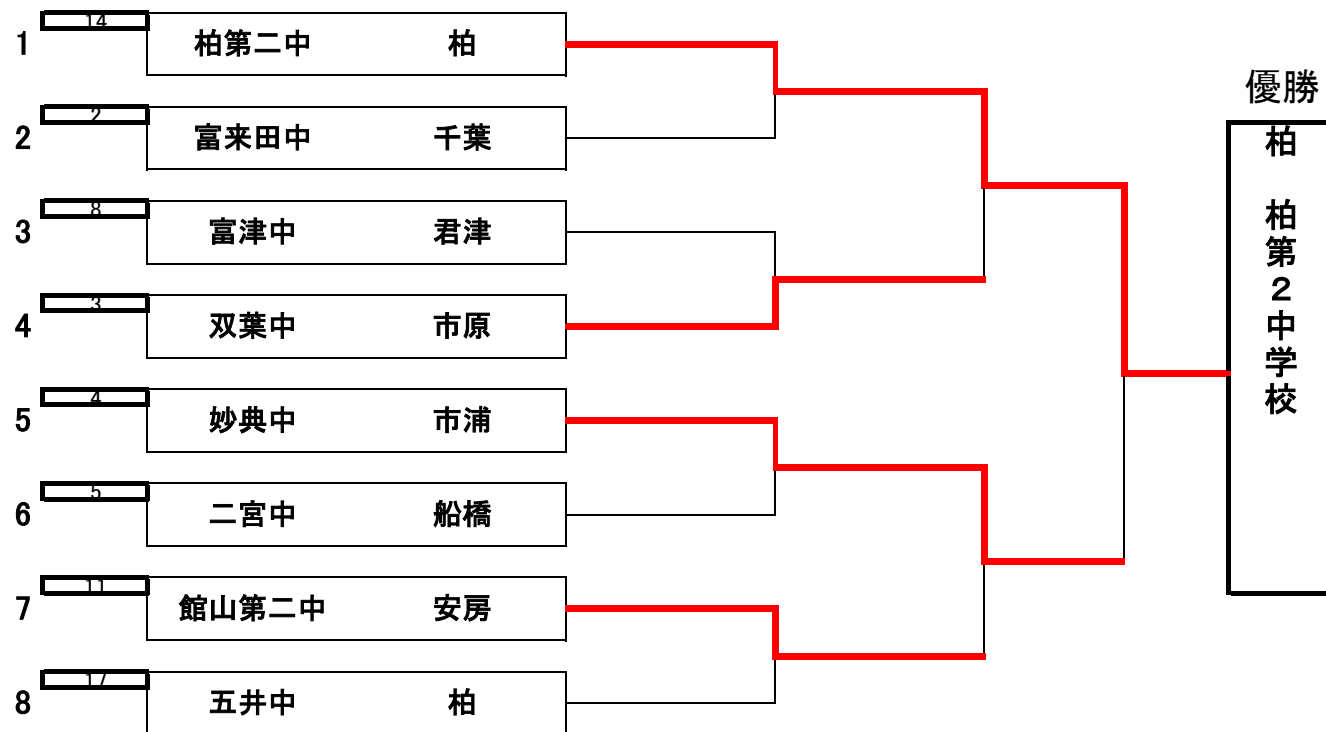 14
1 柏第二中 柏
優勝
2
2 富来田中 千葉
柏 柏第2中学校
8
3 富津中 君津
3
4 双葉中 市原
4
5 妙典中 市浦
5
6 二宮中 船橋
11
7 館山第二中 安房
17
8 五井中 柏